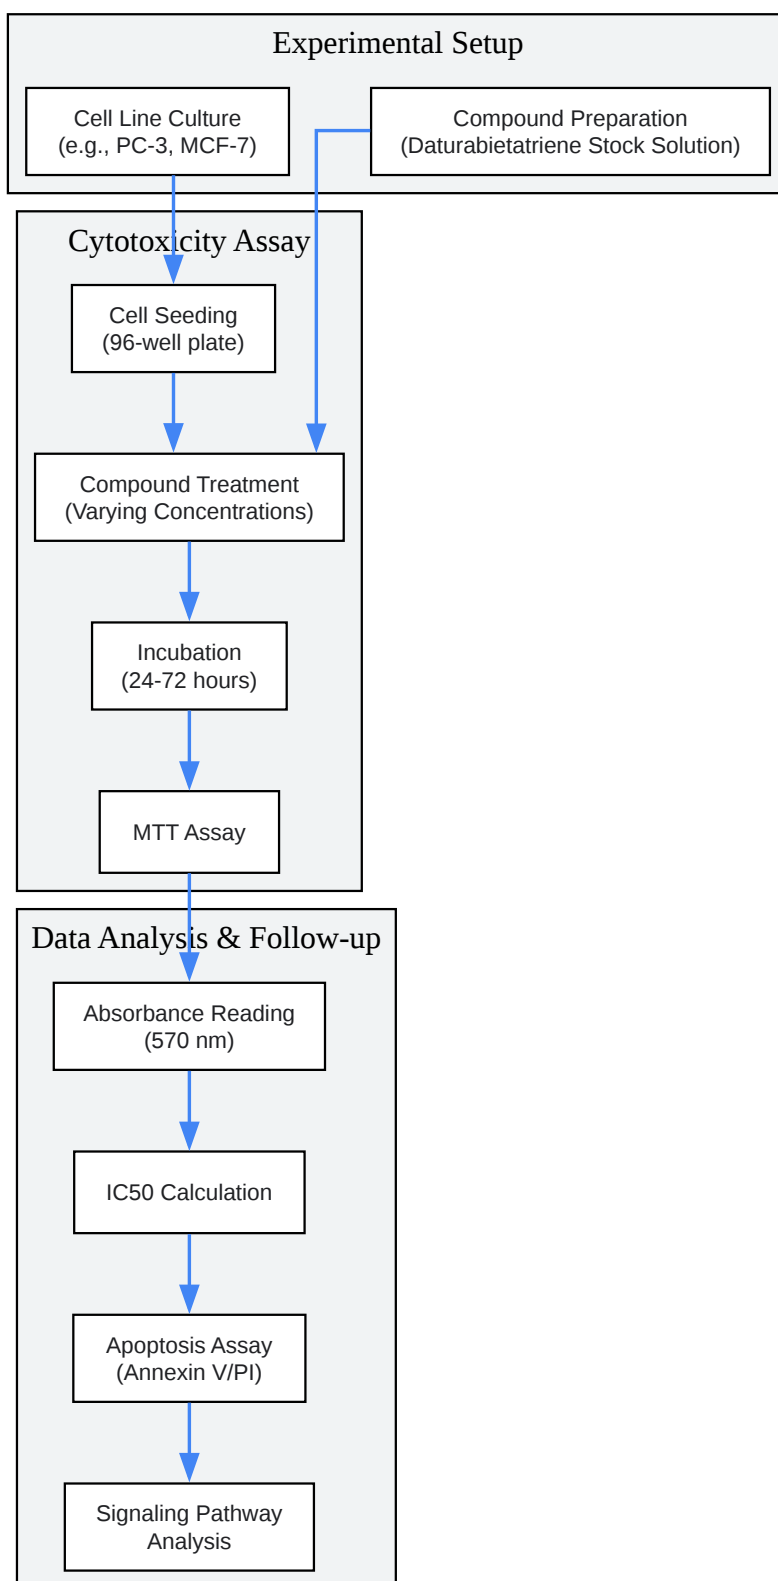 Experimental Setup
Cell Line Culture
(e.g., PC-3, MCF-7)
Compound Preparation
(Daturabietatriene Stock Solution)
Cytotoxicity Assay
Cell Seeding
(96-well plate)
Compound Treatment
(Varying Concentrations)
Incubation
(24-72 hours)
MTT Assay
Data Analysis & Follow-up
Absorbance Reading
(570 nm)
IC50 Calculation
Apoptosis Assay
(Annexin V/PI)
Signaling Pathway
Analysis